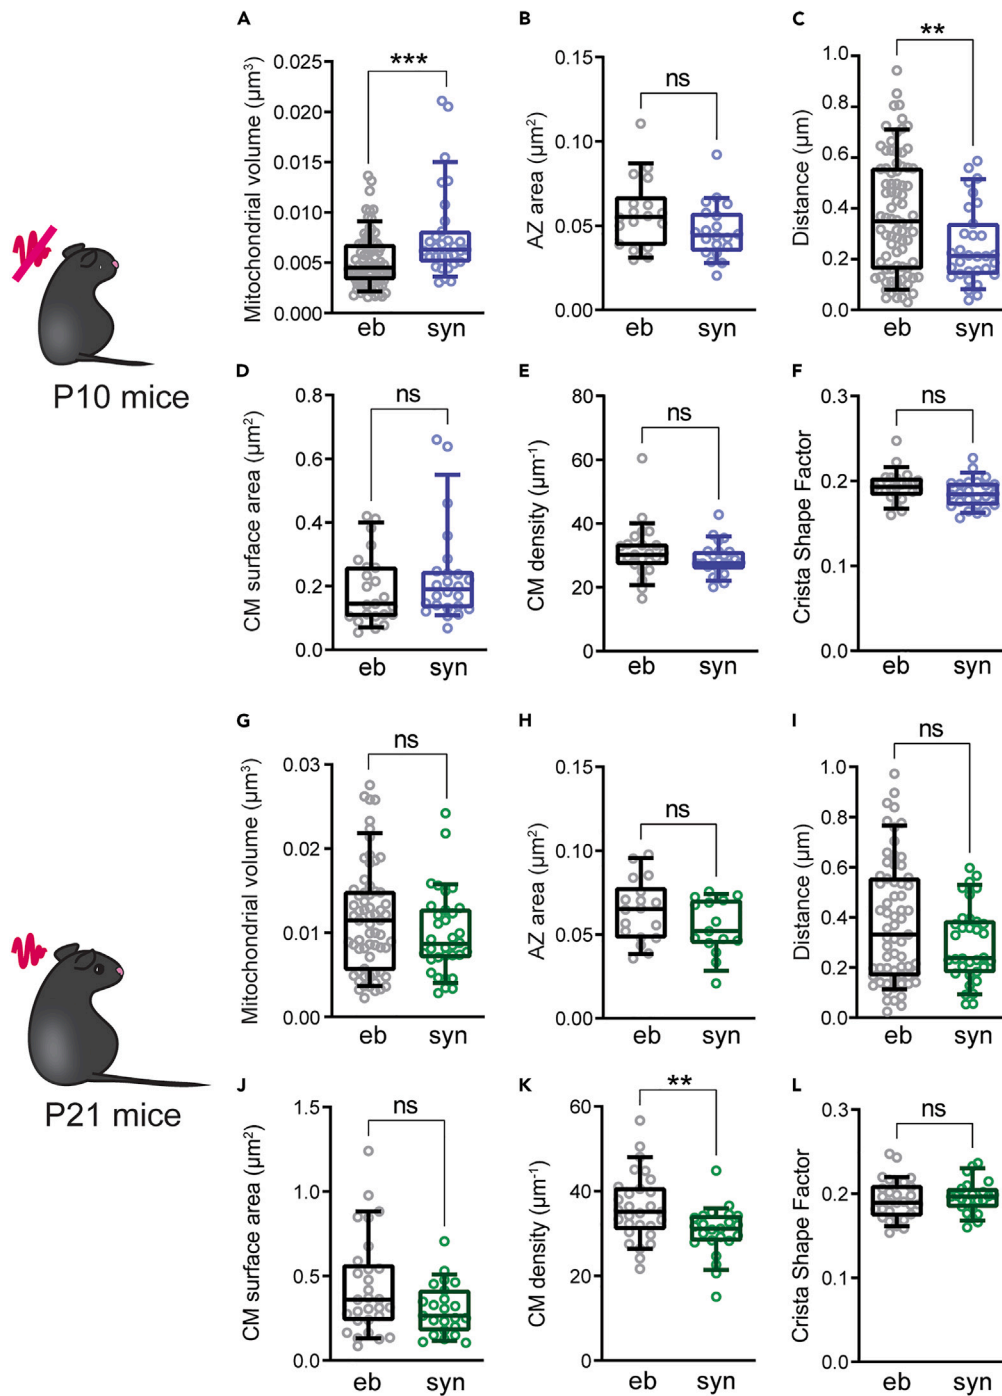 A
Mitochondrial volume (μm³)
0.025
0.020
0.015
0.010
0.005
0.000
***
eb syn
B
AZ area (μm²)
0.15
0.10
0.05
0.00
ns
eb syn
C
Distance (μm)
1.0
0.8
0.6
0.4
0.2
0.0
**
eb syn
P10 mice
D
CM surface area (μm²)
0.8
0.6
0.4
0.2
0.0
ns
eb syn
E
CM density (μm⁻¹)
80
60
40
20
0
ns
eb syn
F
Crista Shape Factor
0.3
0.2
0.1
0.0
ns
eb syn
G
Mitochondrial volume (μm³)
0.03
0.02
0.01
0.00
ns
eb syn
H
AZ area (μm²)
0.15
0.10
0.05
0.00
ns
eb syn
I
Distance (μm)
1.0
0.8
0.6
0.4
0.2
0.0
ns
eb syn
P21 mice
J
CM surface area (μm²)
1.5
1.0
0.5
0.0
ns
eb syn
K
CM density (μm⁻¹)
60
40
20
0
**
eb syn
L
Crista Shape Factor
0.3
0.2
0.1
0.0
ns
eb syn